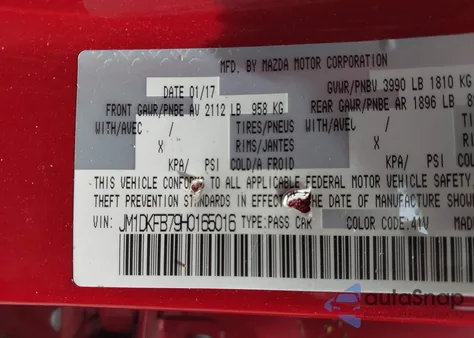 MFD. BY MAZDA MOTOR CORPORATION
DATE 01/17 GVWR/PNBV 3990 LB 1810 KG
FRONT GAWR/PNBE AV 2112 LB 958 KG REAR GAWR/PNBE AR 1896 LB
WITH/AVEC / TIRES/PNEUS WITH/AVEC /
X RIMS/JANTES X
KPA/ PSI COLD/A FROID KPA/ PSI
THIS VEHICLE TO ALL APPLICABLE FEDERAL MOTOR VEHICLE SAFETY,
THEFT PREVENTION STANDARDS IN EFFECT THE DATE OF MANUFACTURE SHOWN
VIN: JM1DKFB79H0165016 TYPE:PASS CAR COLOR CODE:41V
autoSnap